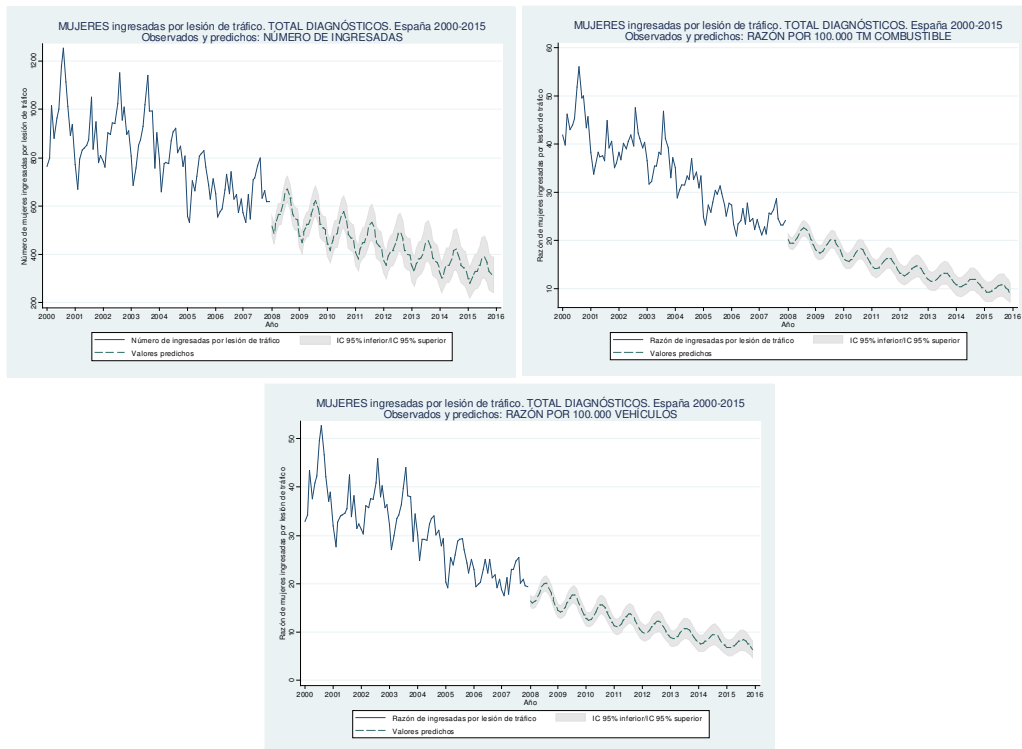 MUJERES ingresadas por lesión de tráfico. TOTAL DIAGNÓSTICOS. España 2000-2015
Observados y predichos: NÚMERO DE INGRESADAS
Número de mujeres ingresadas por lesión de tráfico
1200
1000
800
600
400
200
2000 2001 2002 2003 2004 2005 2006 2007 2008 2009 2010 2011 2012 2013 2014 2015 2016
Año
Número de ingresadas por lesión de tráfico
IC 95% inferior/IC 95% superior
Valores predichos
MUJERES ingresadas por lesión de tráfico. TOTAL DIAGNÓSTICOS. España 2000-2015
Observados y predichos: RAZÓN POR 100.000 TM COMBUSTIBLE
Razón de mujeres ingresadas por lesión de tráfico
60
50
40
30
20
10
2000 2001 2002 2003 2004 2005 2006 2007 2008 2009 2010 2011 2012 2013 2014 2015 2016
Año
Razón de ingresadas por lesión de tráfico
IC 95% inferior/IC 95% superior
Valores predichos
MUJERES ingresadas por lesión de tráfico. TOTAL DIAGNÓSTICOS. España 2000-2015
Observados y predichos: RAZÓN POR 100.000 VEHÍCULOS
Razón de mujeres ingresadas por lesión de tráfico
50
40
30
20
10
0
2000 2001 2002 2003 2004 2005 2006 2007 2008 2009 2010 2011 2012 2013 2014 2015 2016
Año
Razón de ingresadas por lesión de tráfico
IC 95% inferior/IC 95% superior
Valores predichos